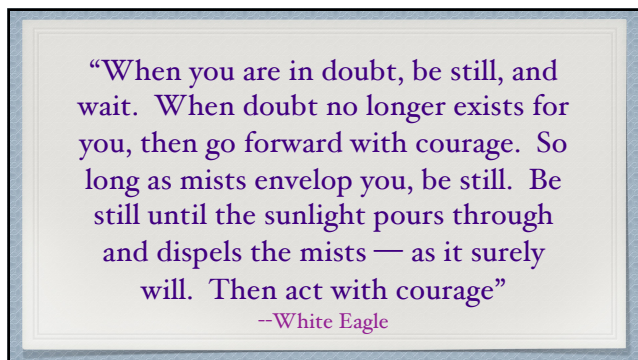 “When you are in doubt, be still, and
wait.  When doubt no longer exists for
you, then go forward with courage.  So
long as mists envelop you, be still.  Be
still until the sunlight pours through
and dispels the mists — as it surely
will.  Then act with courage”
--White Eagle